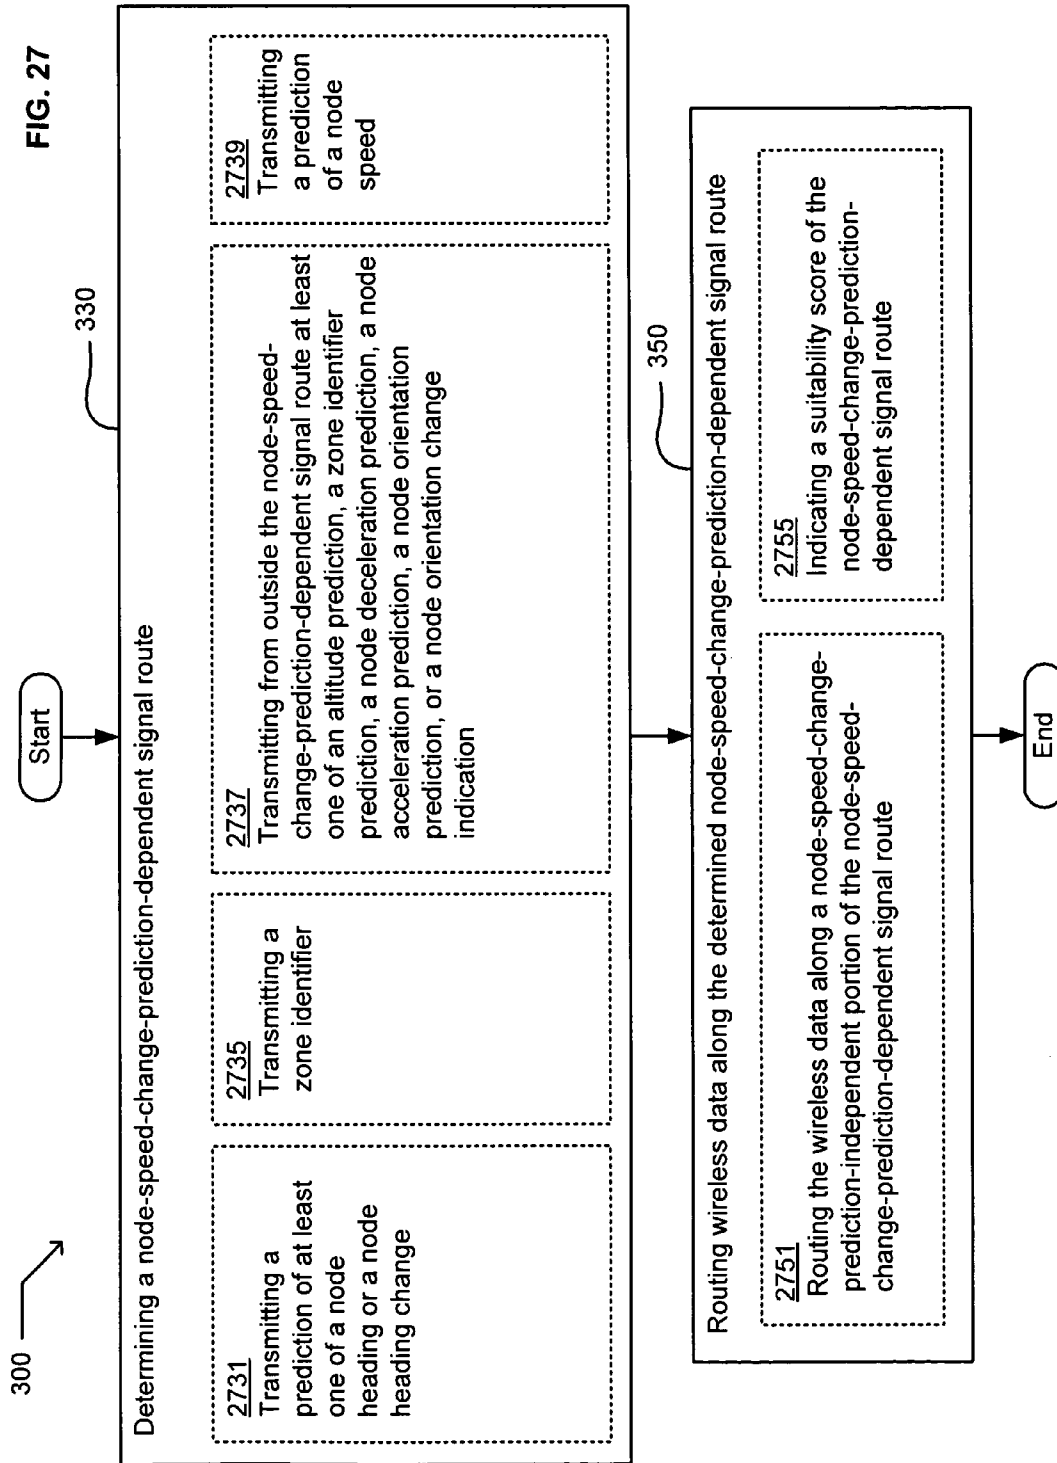 FIG. 27
300
Start
330
Determining a node-speed-change-prediction-dependent signal route
2731
Transmitting a
prediction of at least
one of a node
heading or a node
heading change
2735
Transmitting a
zone identifier
2737
Transmitting from outside the node-speed-
change-prediction-dependent signal route at least
one of an altitude prediction, a zone identifier
prediction, a node deceleration prediction, a node
acceleration prediction, a node orientation
prediction, or a node orientation change
indication
2739
Transmitting
a prediction
of a node
speed
350
Routing wireless data along the determined node-speed-change-prediction-dependent signal route
2751
Routing the wireless data along a node-speed-change-
prediction-independent portion of the node-speed-
change-prediction-dependent signal route
2755
Indicating a suitability score of the
node-speed-change-prediction-
dependent signal route
End